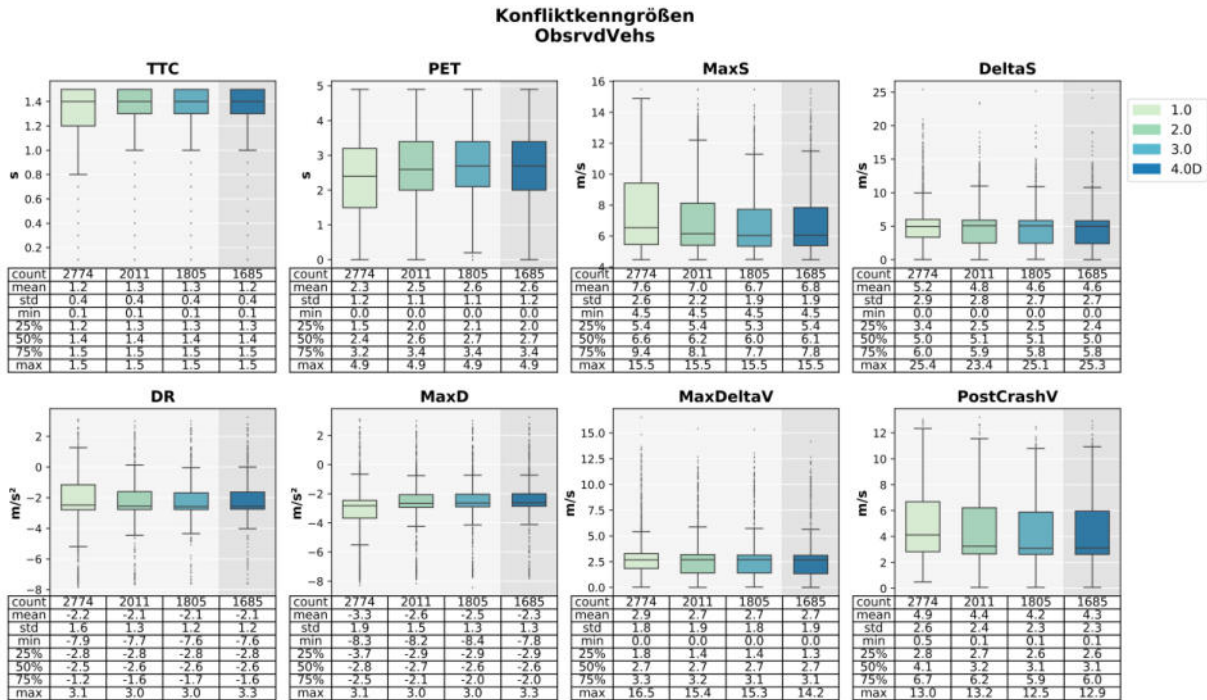 Konfliktkenngrößen
ObsrvdVehs
TTC
s
1.4
1.2
1.0
0.8
0.6
0.4
0.2
count 2774 2011 1805 1685
mean 1.2 1.3 1.3 1.2
std 0.4 0.4 0.4 0.4
min 0.1 0.1 0.1 0.1
25% 1.2 1.3 1.3 1.3
50% 1.4 1.4 1.4 1.4
75% 1.5 1.5 1.5 1.5
max 1.5 1.5 1.5 1.5
PET
s
5
4
3
2
1
0
count 2774 2011 1805 1685
mean 2.3 2.5 2.6 2.6
std 1.2 1.1 1.1 1.2
min 0.0 0.0 0.0 0.0
25% 1.5 2.0 2.1 2.0
50% 2.4 2.6 2.7 2.7
75% 3.2 3.4 3.4 3.4
max 4.9 4.9 4.9 4.9
MaxS
m/s
16
14
12
10
8
6
4
count 2774 2011 1805 1685
mean 7.6 7.0 6.7 6.8
std 2.6 2.2 1.9 1.9
min 4.5 4.5 4.5 4.5
25% 5.4 5.4 5.3 5.4
50% 6.6 6.2 6.0 6.1
75% 9.4 8.1 7.7 7.8
max 15.5 15.5 15.5 15.5
DeltaS
m/s
25
20
15
10
5
0
count 2774 2011 1805 1685
mean 5.2 4.8 4.6 4.6
std 2.9 2.8 2.7 2.7
min 0.0 0.0 0.0 0.0
25% 3.4 2.5 2.5 2.4
50% 5.0 5.1 5.1 5.0
75% 6.0 5.9 5.8 5.8
max 25.4 23.4 25.1 25.3
1.0
2.0
3.0
4.0D
DR
m/s²
2
0
−2
−4
−6
−8
count 2774 2011 1805 1685
mean -2.2 -2.1 -2.1 -2.1
std 1.6 1.3 1.2 1.2
min -7.9 -7.7 -7.6 -7.6
25% -2.8 -2.8 -2.8 -2.8
50% -2.5 -2.6 -2.6 -2.6
75% -1.2 -1.6 -1.7 -1.6
max 3.1 3.0 3.0 3.3
MaxD
m/s²
2
0
−2
−4
−6
−8
count 2774 2011 1805 1685
mean -3.3 -2.6 -2.5 -2.3
std 1.9 1.5 1.3 1.3
min -8.3 -8.2 -8.4 -7.8
25% -3.7 -2.9 -2.9 -2.9
50% -2.8 -2.7 -2.6 -2.6
75% -2.5 -2.1 -2.0 -2.0
max 3.1 3.0 3.0 3.3
MaxDeltaV
m/s
15.0
12.5
10.0
7.5
5.0
2.5
0.0
count 2774 2011 1805 1685
mean 2.9 2.7 2.7 2.7
std 1.8 1.9 1.8 1.9
min 0.0 0.0 0.0 0.0
25% 1.8 1.4 1.4 1.3
50% 2.7 2.7 2.7 2.7
75% 3.3 3.2 3.1 3.1
max 16.5 15.4 15.3 14.2
PostCrashV
m/s
12
10
8
6
4
2
0
count 2774 2011 1805 1685
mean 4.9 4.4 4.2 4.3
std 2.6 2.4 2.3 2.3
min 0.5 0.1 0.1 0.1
25% 2.8 2.7 2.6 2.6
50% 4.1 3.2 3.1 3.1
75% 6.7 6.2 5.9 6.0
max 13.0 13.2 12.5 12.9